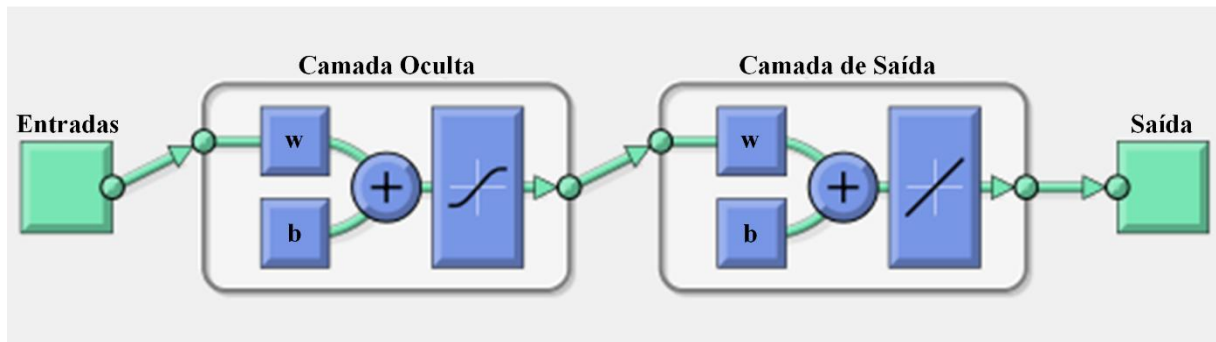 Camada Oculta
Camada de Saída
Entradas
Saída
w
w
b
b